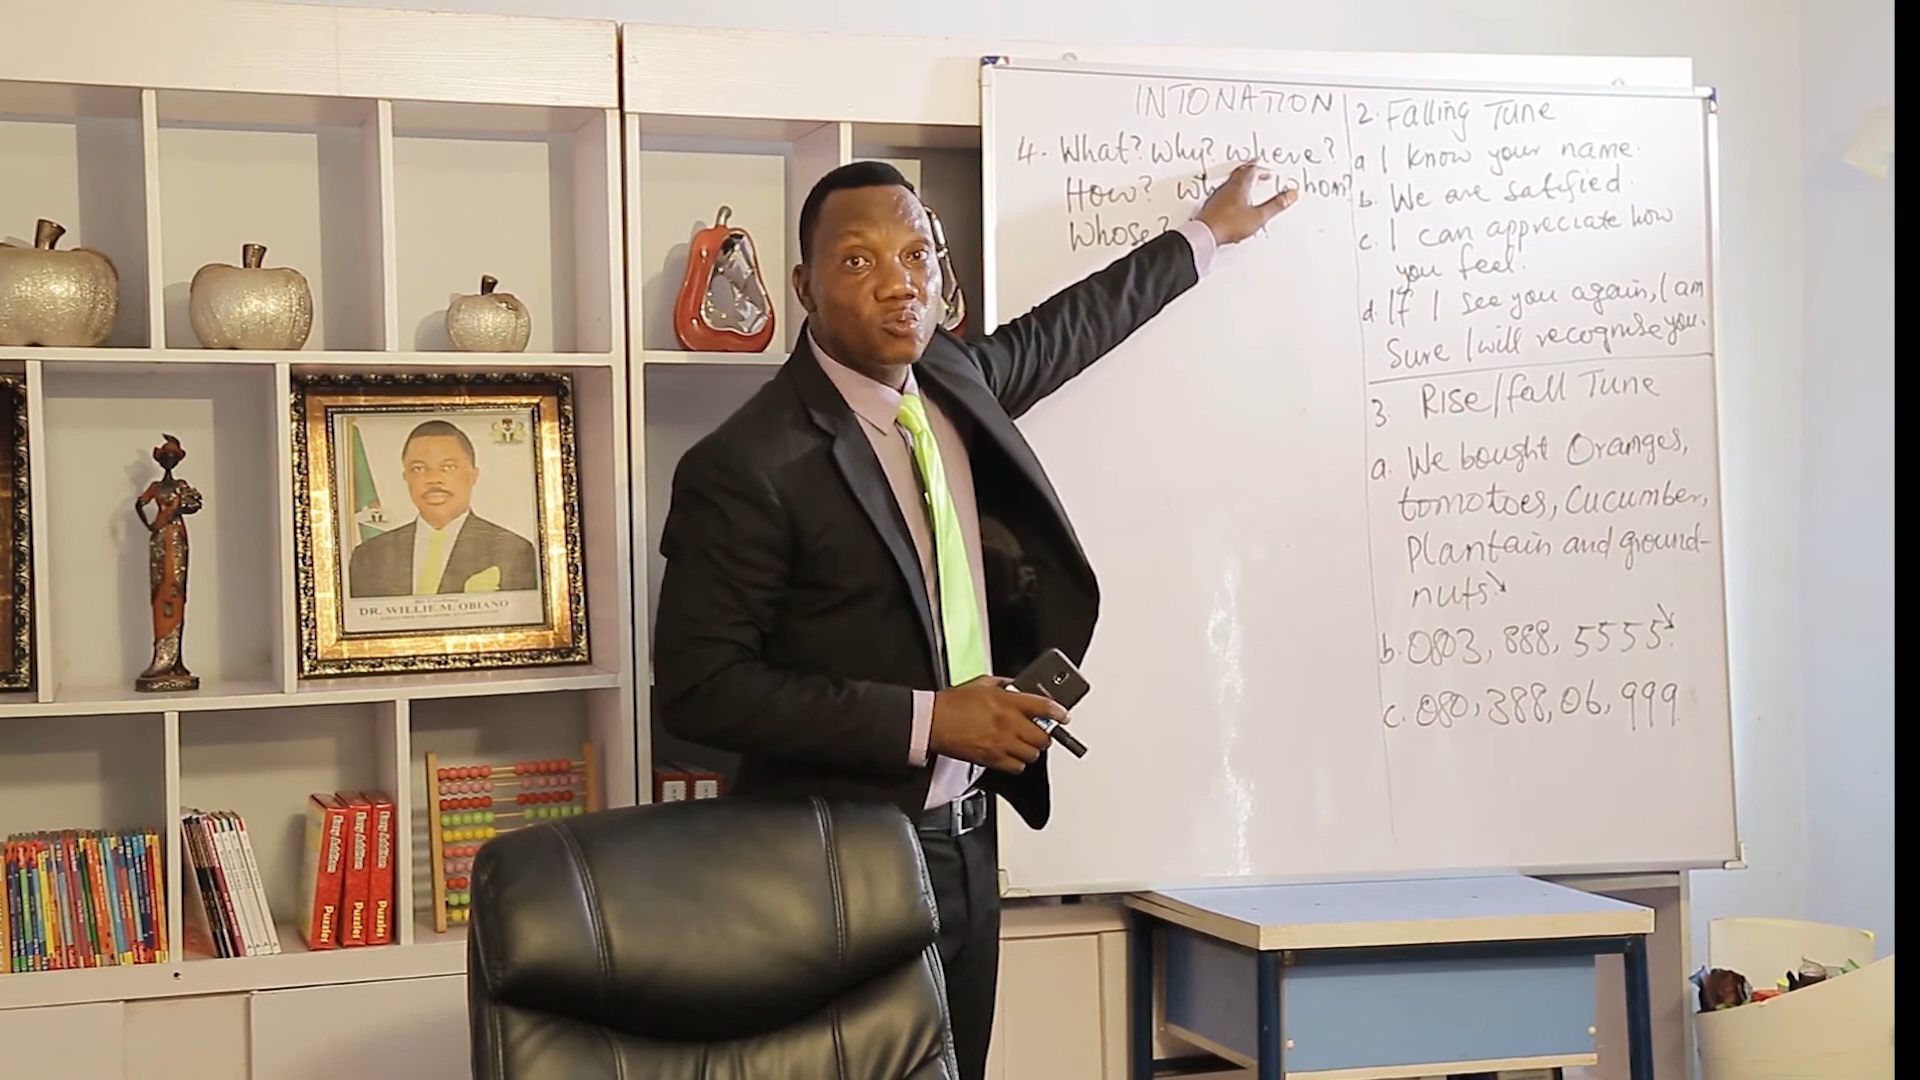 INTONATION
4. What? Why? Where?
How? Whom?
Whose?
2. Falling Tune
a I know your name.
b. We are satisfied.
c. I can appreciate how
you feel.
d. If I see you again, I am
Sure I will recognise you.
3. Rise/fall Tune
a. We bought Oranges,
tomotoes, Cucumber,
Plantain and ground-
nuts.
b. 0803, 888, 5555.
c. 080, 388, 06, 999
DR. WILLIE M. OBIANO
Puzzles
Puzzles
Puzzles